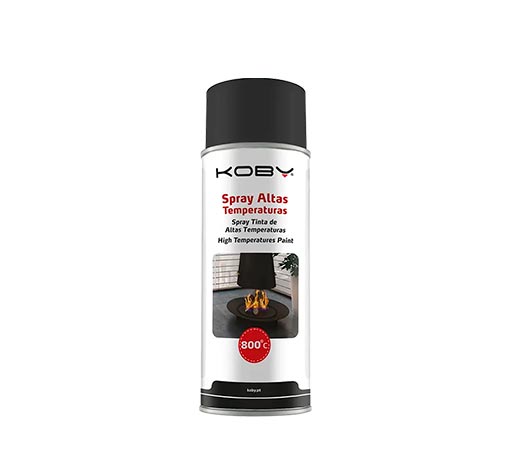 KOBY
Spray Altas
Temperaturas
Spray Tinta de
Altas Temperaturas
High Temperatures Paint
800°C
koby.pt